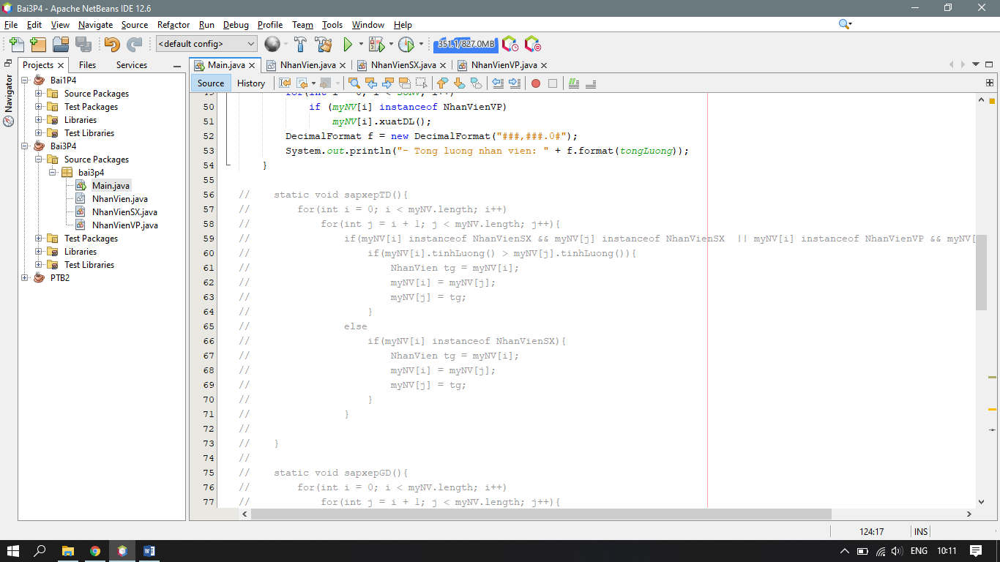 Bai3P4 - Apache NetBeans IDE 12.6
File Edit View Navigate Source Refactor Run Debug Profile Team Tools Window Help
<default config> 351.1/827.0MB
Projects Files Services
Navigator
Bai1P4
Source Packages
Test Packages
Libraries
Test Libraries
Bai3P4
Source Packages
bai3p4
Main.java
NhanVien.java
NhanVienSX.java
NhanVienVP.java
Test Packages
Libraries
Test Libraries
PTB2
Main.java NhanVien.java NhanVienSX.java NhanVienVP.java
Source History
49 for(int i = 0; i < soNV; i++)
50 if (myNV[i] instanceof NhanVienVP)
51 myNV[i].xuatDL();
52 DecimalFormat f = new DecimalFormat("###,###.0#");
53 System.out.println("- Tong luong nhan vien: " + f.format(tongLuong));
54 }
55
56 // static void sapxepTD(){
57 // for(int i = 0; i < myNV.length; i++)
58 // for(int j = i + 1; j < myNV.length; j++){
59 // if(myNV[i] instanceof NhanVienSX && myNV[j] instanceof NhanVienSX || myNV[i] instanceof NhanVienVP && myNV[
60 // if(myNV[i].tinhLuong() > myNV[j].tinhLuong()){
61 // NhanVien tg = myNV[i];
62 // myNV[i] = myNV[j];
63 // myNV[j] = tg;
64 // }
65 // else
66 // if(myNV[i] instanceof NhanVienSX){
67 // NhanVien tg = myNV[i];
68 // myNV[i] = myNV[j];
69 // myNV[j] = tg;
70 // }
71 // }
72 //
73 // }
74 //
75 // static void sapxepGD(){
76 // for(int i = 0; i < myNV.length; i++)
77 // for(int j = i + 1; j < myNV.length; j++){
124:17 INS
ENG 10:11